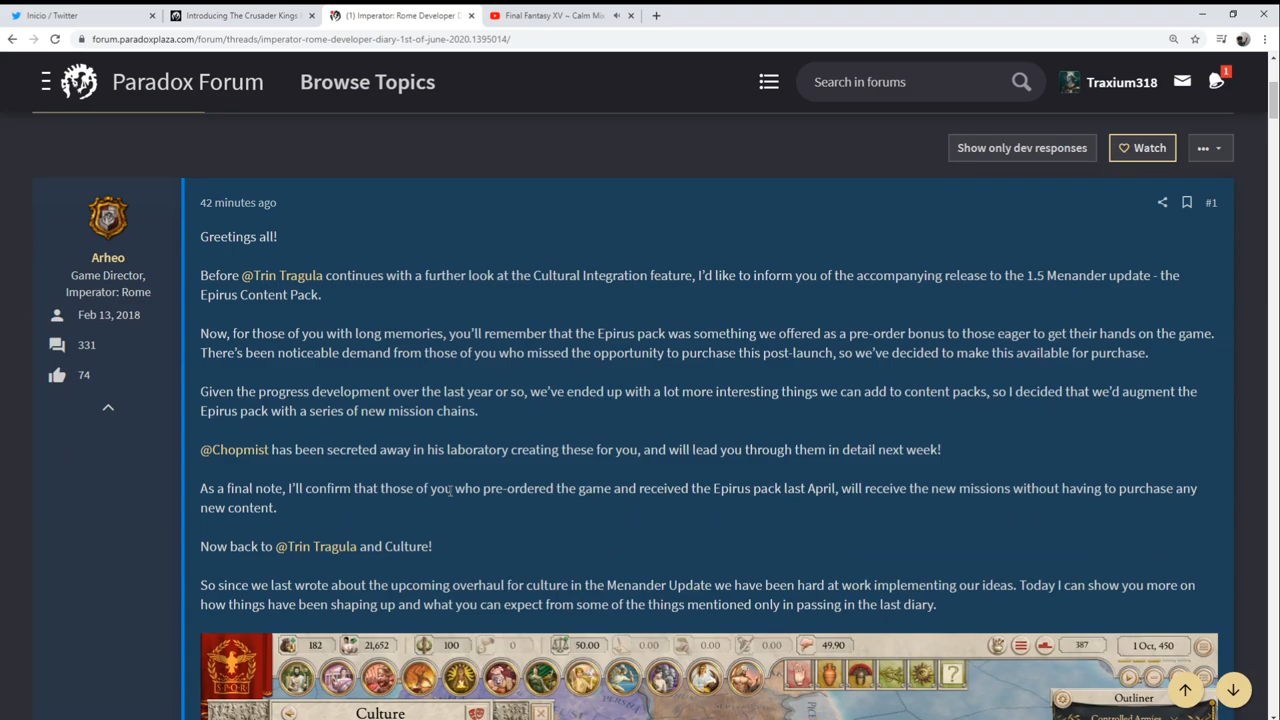 Inicio / Twitter
Introducing The Crusader Kings
(1) Imperator: Rome Developer D
Final Fantasy XV ~ Calm Mix
forum.paradoxplaza.com/forum/threads/imperator-rome-developer-diary-1st-of-june-2020.1395014/
Paradox Forum
Browse Topics
Search in forums
Traxium318
1
Show only dev responses
Watch
42 minutes ago
#1
Arheo
Game Director,
Imperator: Rome
Feb 13, 2018
331
74
Greetings all!
Before @Trin Tragula continues with a further look at the Cultural Integration feature, I'd like to inform you of the accompanying release to the 1.5 Menander update - the
Epirus Content Pack.
Now, for those of you with long memories, you'll remember that the Epirus pack was something we offered as a pre-order bonus to those eager to get their hands on the game.
There's been noticeable demand from those of you who missed the opportunity to purchase this post-launch, so we've decided to make this available for purchase.
Given the progress development over the last year or so, we've ended up with a lot more interesting things we can add to content packs, so I decided that we'd augment the
Epirus pack with a series of new mission chains.
@Chopmist has been secreted away in his laboratory creating these for you, and will lead you through them in detail next week!
As a final note, I'll confirm that those of you who pre-ordered the game and received the Epirus pack last April, will receive the new missions without having to purchase any
new content.
Now back to @Trin Tragula and Culture!
So since we last wrote about the upcoming overhaul for culture in the Menander Update we have been hard at work implementing our ideas. Today I can show you more on
how things have been shaping up and what you can expect from some of the things mentioned only in passing in the last diary.
182
21,652
100
0
50.00
0.00
0.00
0.00
49.90
387
1 Oct, 450
SPQR
PERSHA
Culture
Outliner
Controlled Armies